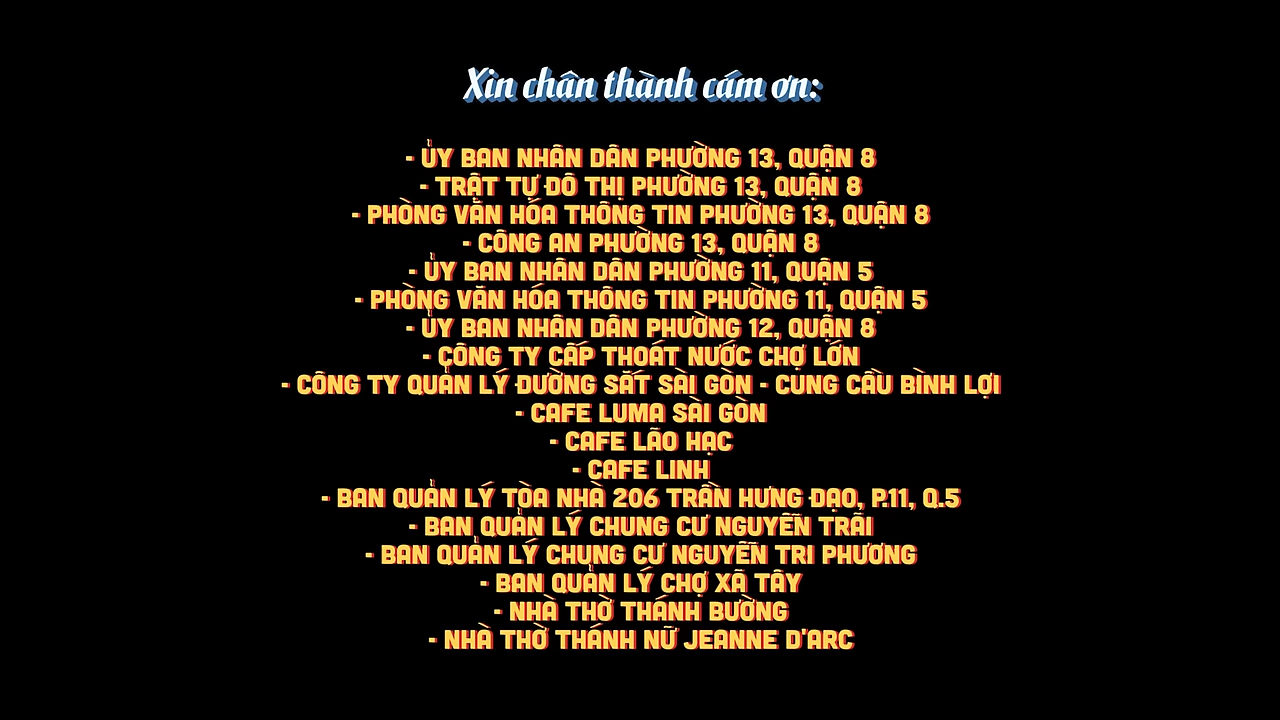 Xin chân thành cám ơn:
- ỦY BAN NHÂN DÂN PHƯỜNG 13, QUẬN 8
- TRẬT TỰ ĐÔ THỊ PHƯỜNG 13, QUẬN 8
- PHÒNG VĂN HÓA THÔNG TIN PHƯỜNG 13, QUẬN 8
- CÔNG AN PHƯỜNG 13, QUẬN 8
- ỦY BAN NHÂN DÂN PHƯỜNG 11, QUẬN 5
- PHÒNG VĂN HÓA THÔNG TIN PHƯỜNG 11, QUẬN 5
- ỦY BAN NHÂN DÂN PHƯỜNG 12, QUẬN 8
- CÔNG TY CẤP THOÁT NƯỚC CHỢ LỚN
- CÔNG TY QUẢN LÝ ĐƯỜNG SẮT SÀI GÒN - CUNG CẦU BÌNH LỢI
- CAFE LUMA SÀI GÒN
- CAFE LÃO HẠC
- CAFE LINH
- BAN QUẢN LÝ TÒA NHÀ 206 TRẦN HƯNG ĐẠO, P.11, Q.5
- BAN QUẢN LÝ CHUNG CƯ NGUYỄN TRÃI
- BAN QUẢN LÝ CHUNG CƯ NGUYỄN TRI PHƯƠNG
- BAN QUẢN LÝ CHỢ XÃ TÂY
- NHÀ THỜ THÁNH BƯỜNG
- NHÀ THỜ THÁNH NỮ JEANNE D'ARC